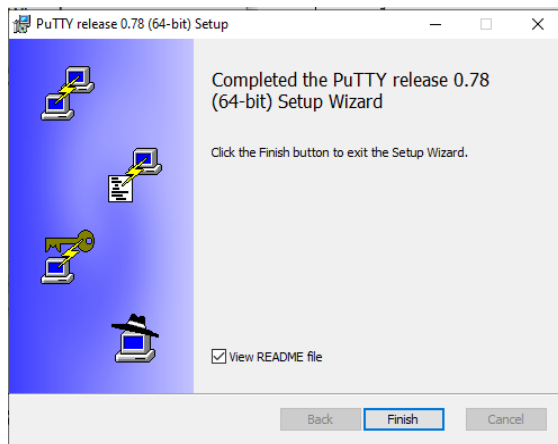 PuTTY release 0.78 (64-bit) Setup
Completed the PuTTY release 0.78
(64-bit) Setup Wizard
Click the Finish button to exit the Setup Wizard.
View README file
Back
Finish
Cancel